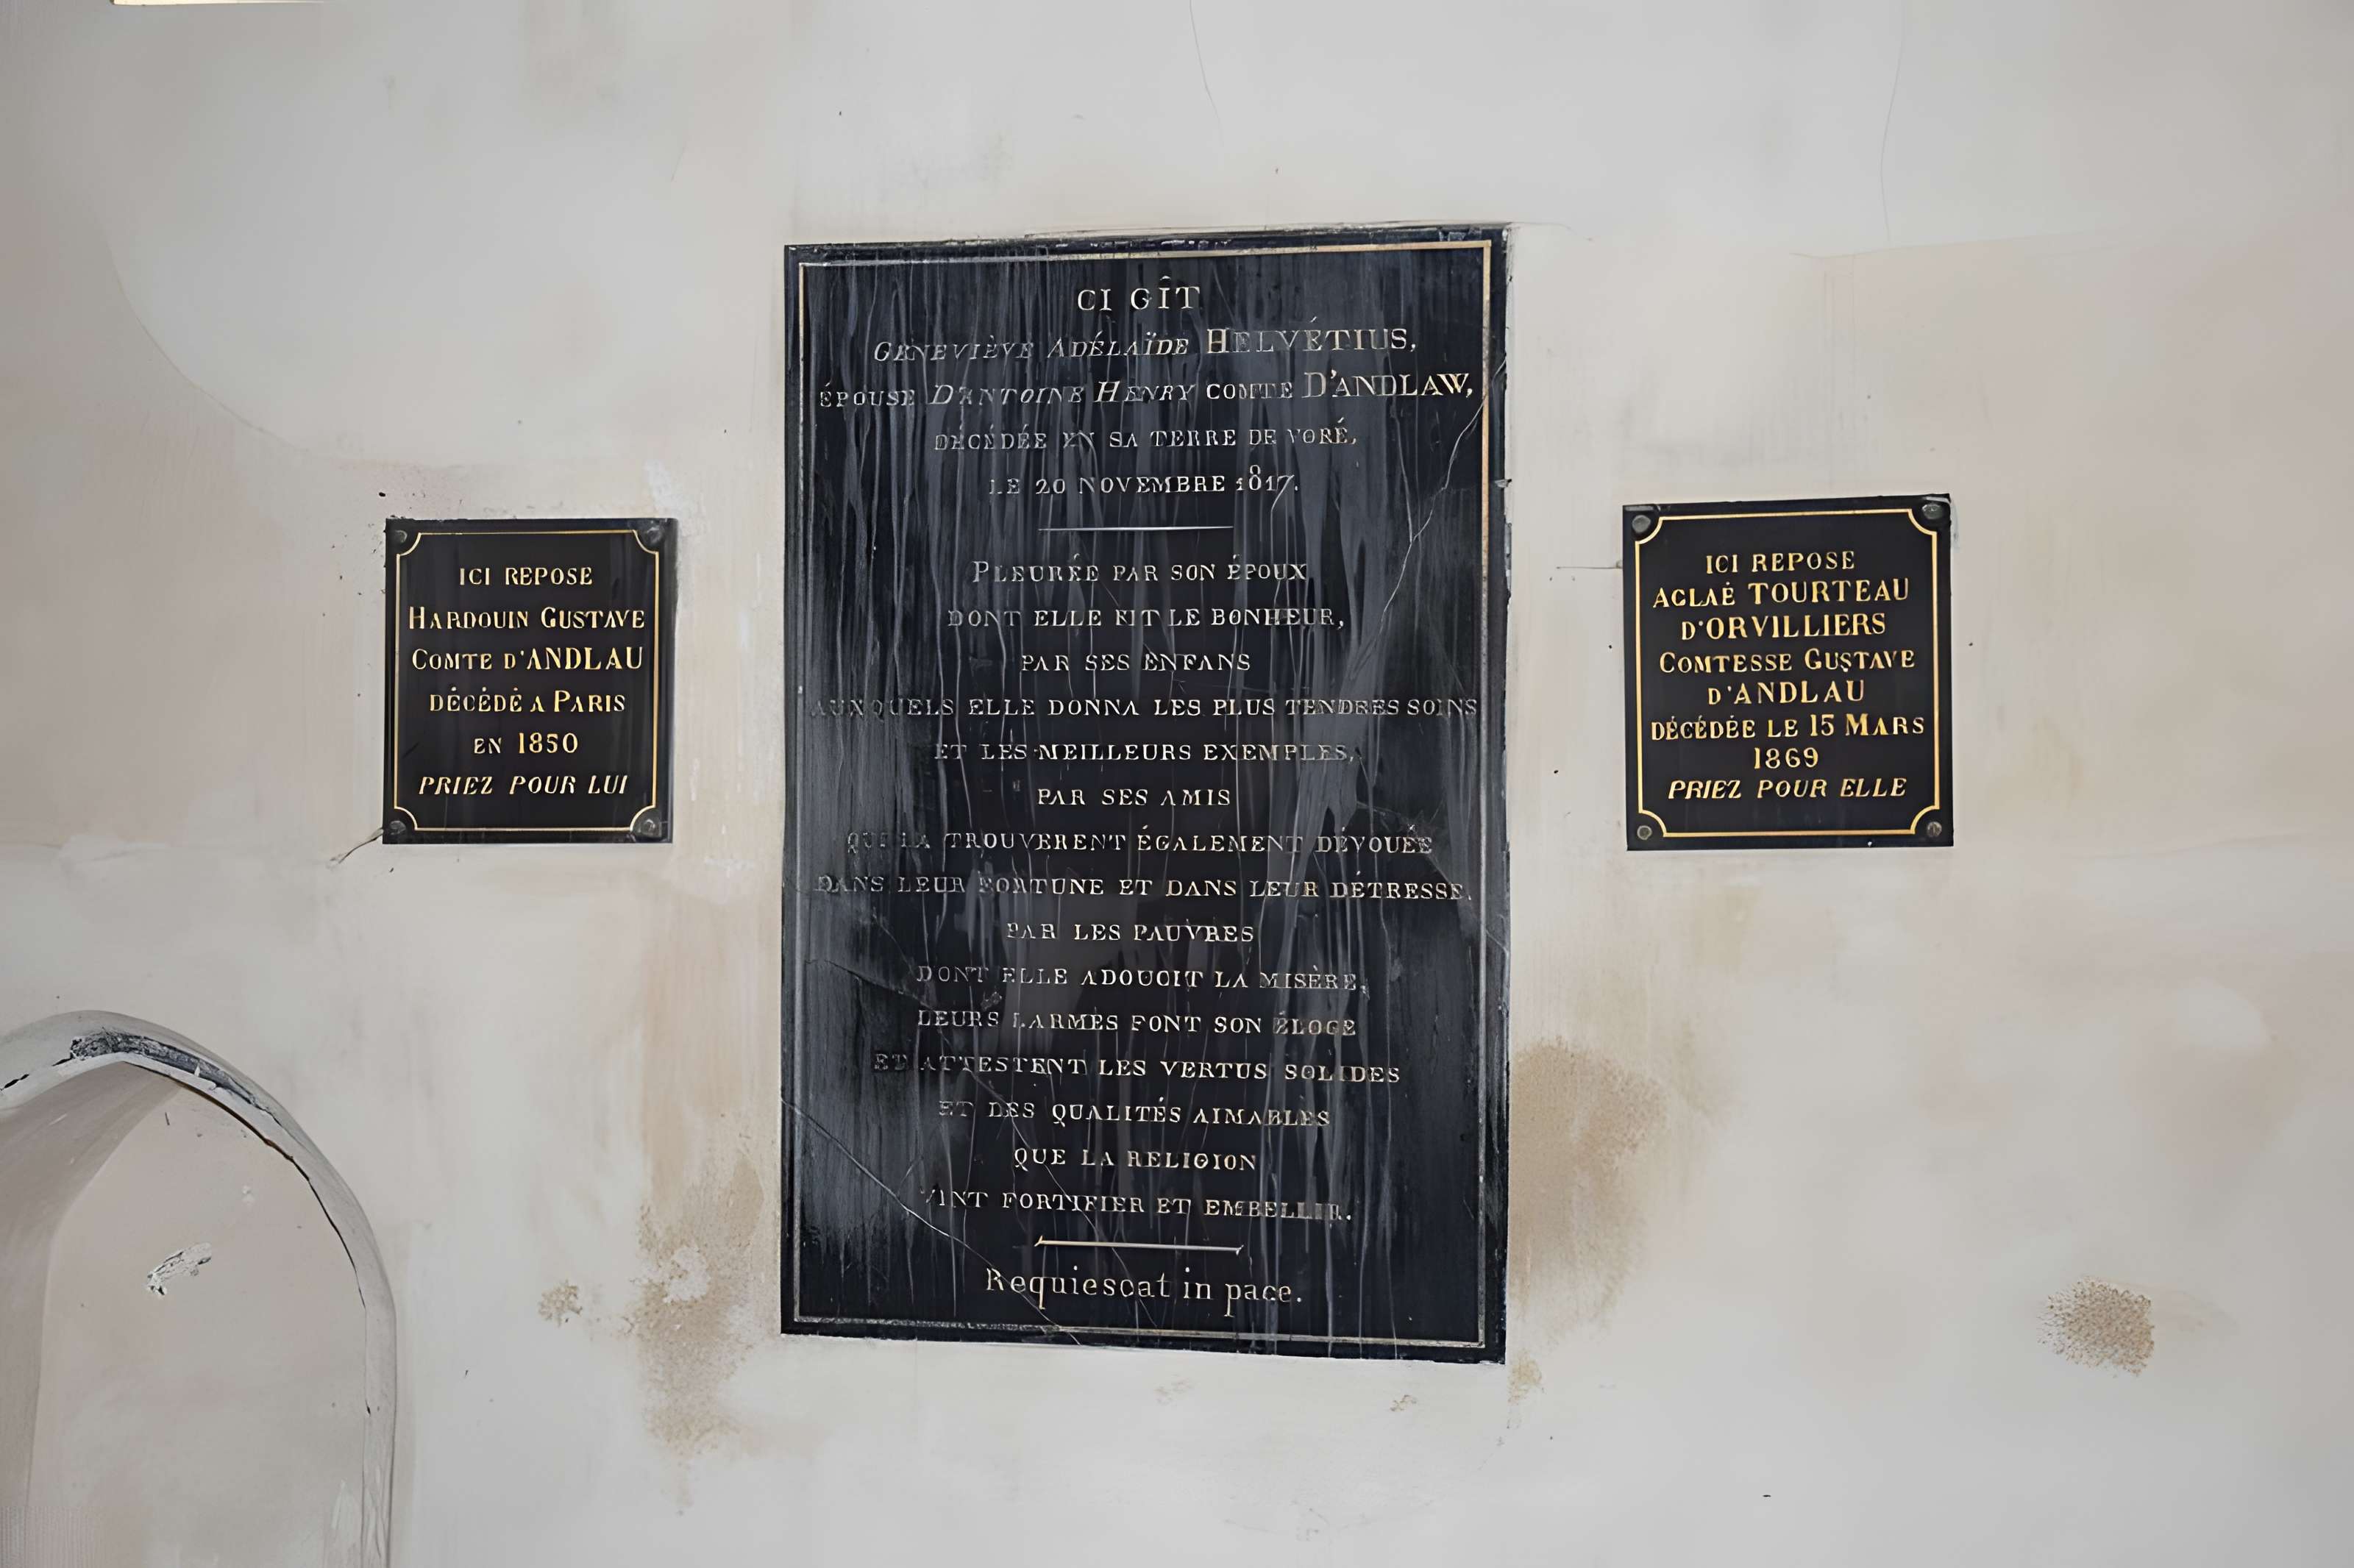 ICI REPOSE
HARDOUIN GUSTAVE
COMTE D'ANDLAU
DÉCÉDÉ A PARIS
EN 1850
PRIEZ POUR LUI
CI GÎT
GENEVIÈVE ADÉLAÏDE HELVÉTIUS,
ÉPOUSE D'ANTOINE HENRY COMTE D'ANDLAW,
DÉCÉDÉE EN SA TERRE DE VORÉ,
LE 20 NOVEMBRE 1817.
PLEURÉE PAR SON ÉPOUX
DONT ELLE FIT LE BONHEUR,
PAR SES ENFANS
AUXQUELS ELLE DONNA LES PLUS TENDRES SOINS
ET LES MEILLEURS EXEMPLES,
PAR SES AMIS
QUI LA TROUVERENT ÉGALEMENT DÉVOUÉE
DANS LEUR FORTUNE ET DANS LEUR DÉTRESSE,
PAR LES PAUVRES
DONT ELLE ADOUCIT LA MISÈRE,
LEURS LARMES FONT SON ÉLOGE
ET ATTESTENT LES VERTUS SOLIDES
ET LES QUALITÉS AIMABLES
QUE LA RELIGION
VINT FORTIFIER ET EMBELLIR.
Requiescat in pace.
ICI REPOSE
AGLAÉ TOURTEAU
D'ORVILLIERS
COMTESSE GUSTAVE
D'ANDLAU
DÉCÉDÉE LE 15 MARS
1869
PRIEZ POUR ELLE